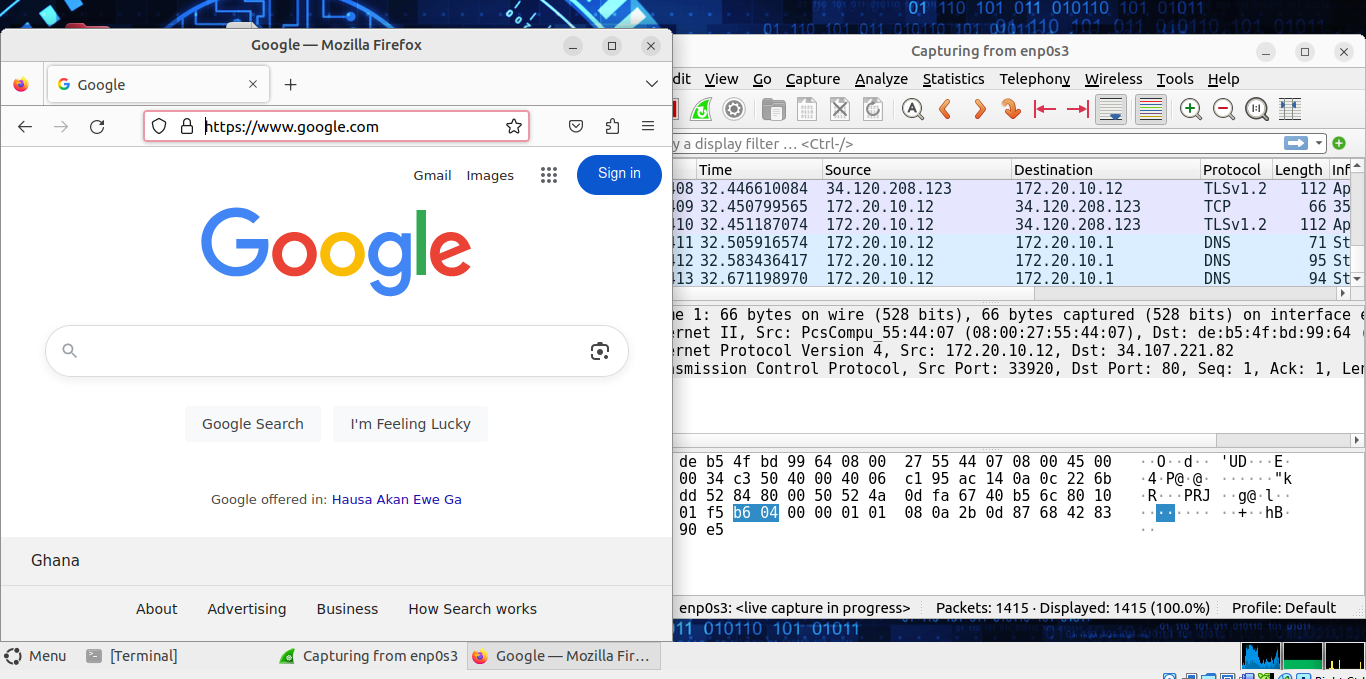 Google — Mozilla Firefox
Google
https://www.google.com
Gmail Images Sign in
Google
Google Search I'm Feeling Lucky
Google offered in: Hausa Akan Ewe Ga
Ghana
About Advertising Business How Search works
Capturing from enp0s3
dit View Go Capture Analyze Statistics Telephony Wireless Tools Help
y a display filter … <Ctrl-/>
Time Source Destination Protocol Length Inf
408 32.446610084 34.120.208.123 172.20.10.12 TLSv1.2 112 Ap
409 32.450799565 172.20.10.12 34.120.208.123 TCP 66 35
410 32.451187074 172.20.10.12 34.120.208.123 TLSv1.2 112 Ap
411 32.505916574 172.20.10.12 172.20.10.1 DNS 71 St
412 32.583436417 172.20.10.12 172.20.10.1 DNS 95 St
413 32.671198970 172.20.10.12 172.20.10.1 DNS 94 St
me 1: 66 bytes on wire (528 bits), 66 bytes captured (528 bits) on interface e
ernet II, Src: PcsCompu_55:44:07 (08:00:27:55:44:07), Dst: de:b5:4f:bd:99:64 (
ernet Protocol Version 4, Src: 172.20.10.12, Dst: 34.107.221.82
nsmission Control Protocol, Src Port: 33920, Dst Port: 80, Seq: 1, Ack: 1, Len
de b5 4f bd 99 64 08 00 27 55 44 07 08 00 45 00 ··O··d·· 'UD···E·
00 34 c3 50 40 00 40 06 c1 95 ac 14 0a 0c 22 6b ·4·P@·@· ······"k
dd 52 84 80 00 50 52 4a 0d fa 67 40 b5 6c 80 10 ·R···PRJ ··g@·l··
01 f5 b6 04 00 00 01 01 08 0a 2b 0d 87 68 42 83 ········ ··+··hB·
90 e5 ··
enp0s3: <live capture in progress> Packets: 1415 · Displayed: 1415 (100.0%) Profile: Default
Menu [Terminal] Capturing from enp0s3 Google — Mozilla Fir…